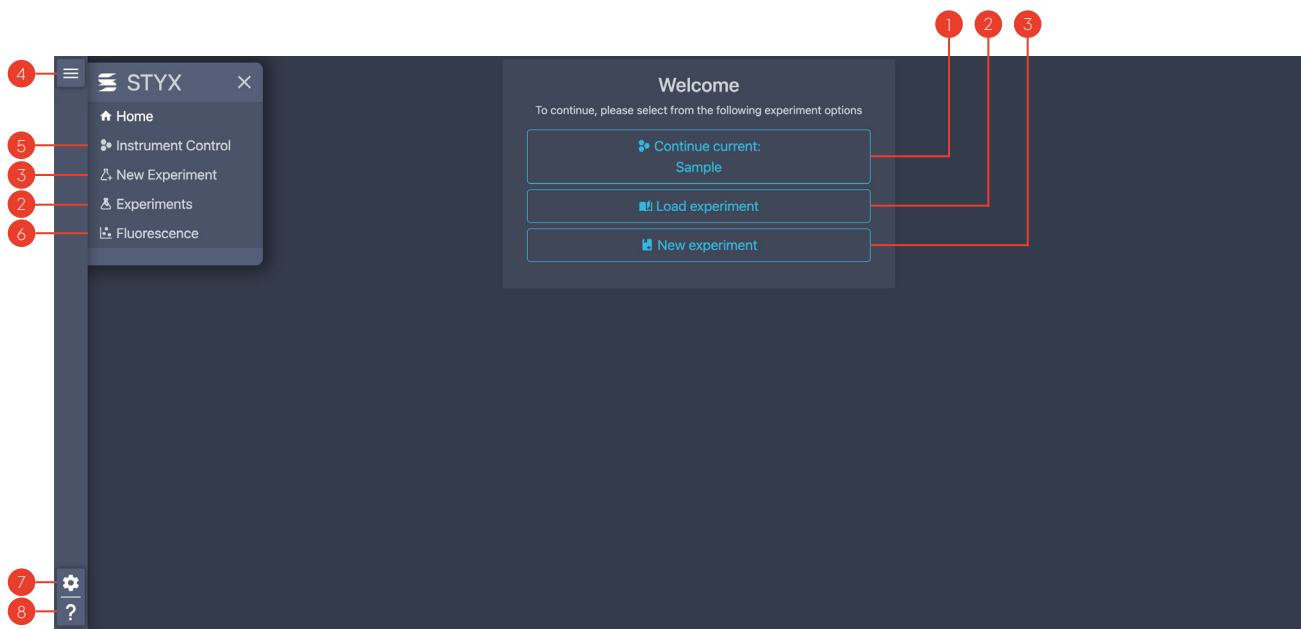 1 2 3
4
STYX
Welcome
To continue, please select from the following experiment options
Home
5
Instrument Control
Continue current:
Sample
3
New Experiment
2
Experiments
Load experiment
6
Fluorescence
New experiment
7
8
?